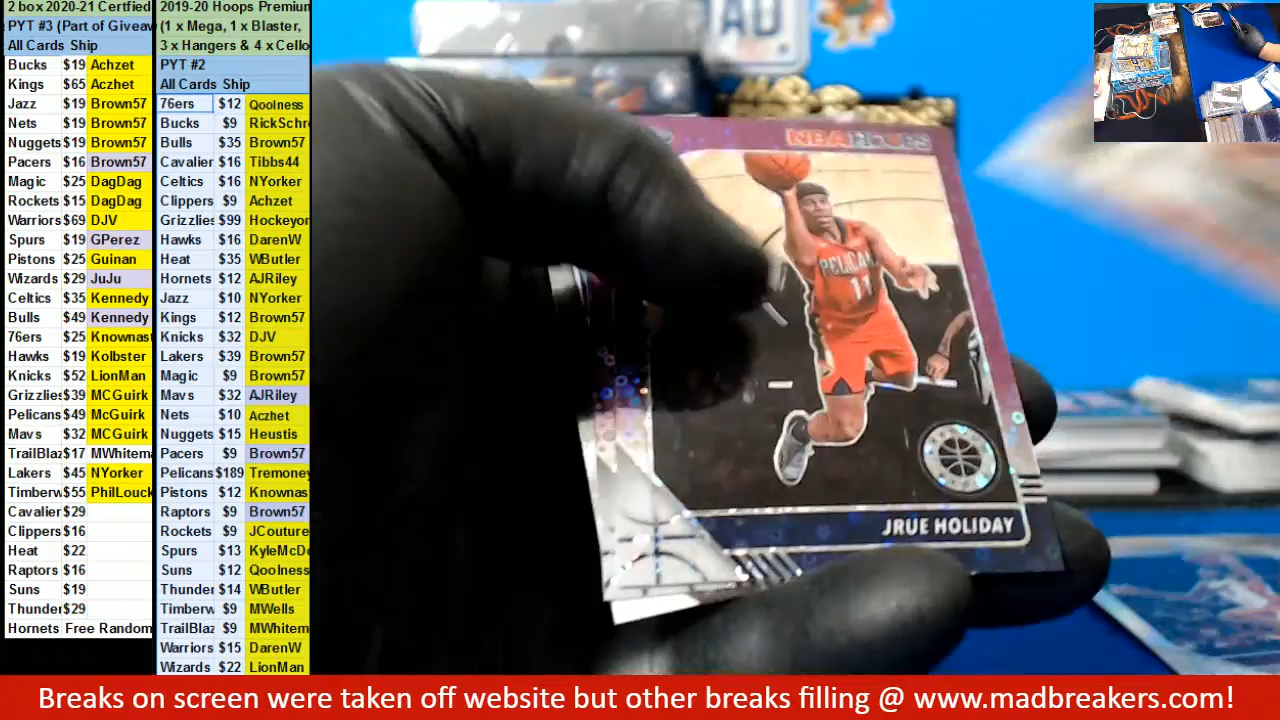 2 box 2020-21 Certfied
PYT #3 (Part of Giveaw
All Cards Ship
Bucks $19 Achzet
Kings $65 Aczhet
Jazz $19 Brown57
Nets $19 Brown57
Nuggets $19 Brown57
Pacers $16 Brown57
Magic $25 DagDag
Rockets $15 DagDag
Warriors $69 DJV
Spurs $19 GPerez
Pistons $25 Guinan
Wizards $29 JuJu
Celtics $35 Kennedy
Bulls $49 Kennedy
76ers $25 Knownast
Hawks $19 Kolbster
Knicks $52 LionMan
Grizzlies $39 MCGuirk
Pelicans $49 McGuirk
Mavs $32 MCGuirk
TrailBlaz $17 MWhitema
Lakers $45 NYorker
Timberw $55 PhilLouck
Cavalier $29
Clippers $16
Heat $22
Raptors $16
Suns $19
Thunder $29
Hornets Free Random
2019-20 Hoops Premium
(1 x Mega, 1 x Blaster,
3 x Hangers & 4 x Cello
PYT #2
All Cards Ship
76ers $12 Qoolness
Bucks $9 RickSchr
Bulls $35 Brown57
Cavalier $16 Tibbs44
Celtics $16 NYorker
Clippers $9 Achzet
Grizzlies $99 Hockeyor
Hawks $16 DarenW
Heat $35 WButler
Hornets $12 AJRiley
Jazz $10 NYorker
Kings $12 Brown57
Knicks $32 DJV
Lakers $39 Brown57
Magic $9 Brown57
Mavs $32 AJRiley
Nets $10 Aczhet
Nuggets $15 Heustis
Pacers $9 Brown57
Pelicans $189 Tremoney
Pistons $12 Knownas
Raptors $9 Brown57
Rockets $9 JCouture
Spurs $13 KyleMcDo
Suns $12 Qoolness
Thunder $14 WButler
Timberw $9 MWells
TrailBlaz $9 MWhitem
Warriors $15 DarenW
Wizards $22 LionMan
NBA HOOPS
PELICANS
11
JRUE HOLIDAY
Breaks on screen were taken off website but other breaks filling @ www.madbreakers.com!